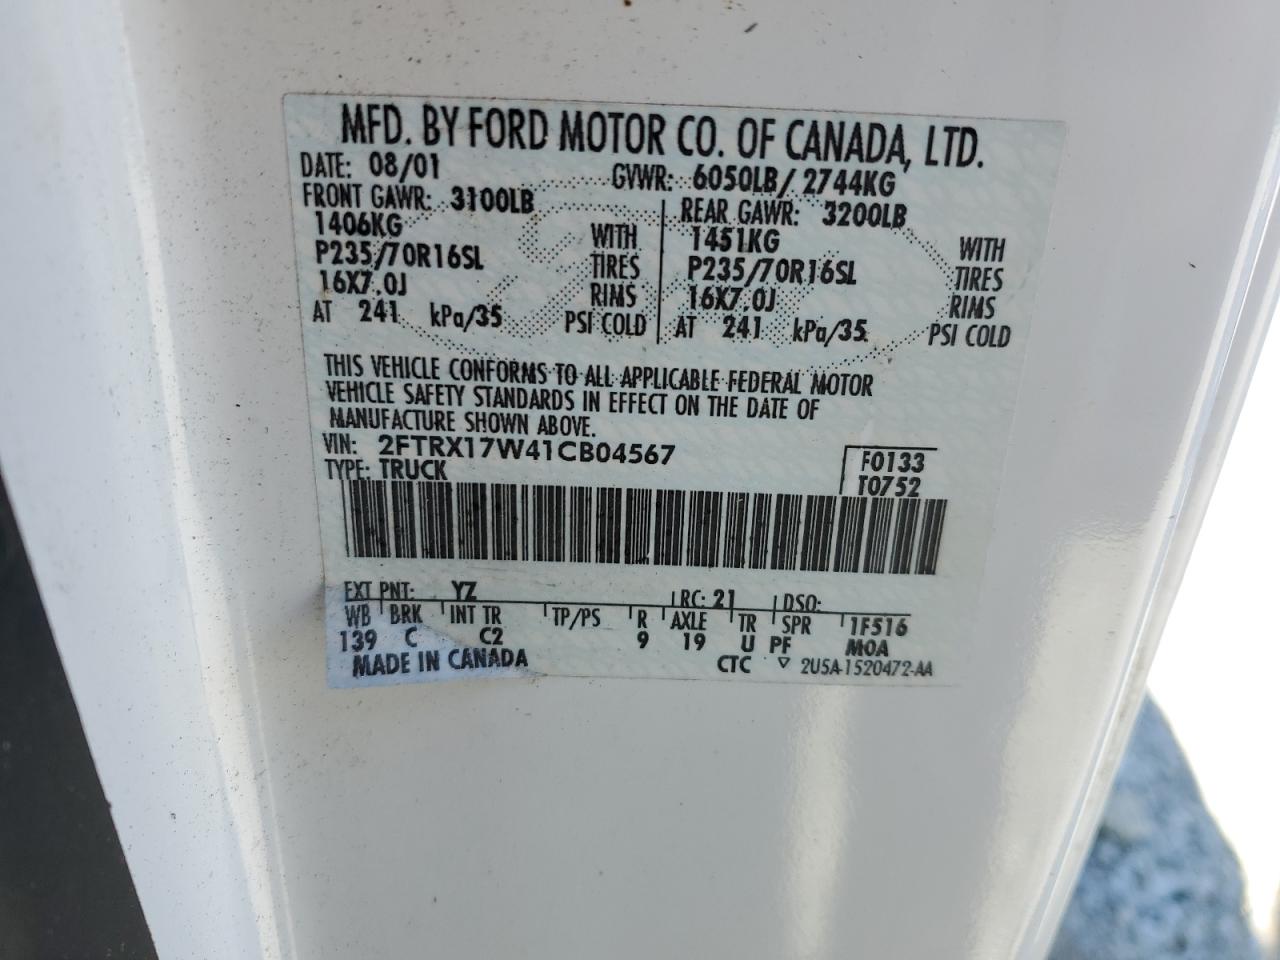 MFD. BY FORD MOTOR CO. OF CANADA, LTD.
DATE: 08/01 GVWR: 6050LB/ 2744KG
FRONT GAWR: 3100LB REAR GAWR: 3200LB
1406KG WITH 1451KG WITH
P235/70R16SL TIRES P235/70R16SL TIRES
16X7.0J RIMS 16X7.0J RIMS
AT 241 kPa/35 PSI COLD AT 241 kPa/35 PSI COLD
THIS VEHICLE CONFORMS TO ALL APPLICABLE FEDERAL MOTOR
VEHICLE SAFETY STANDARDS IN EFFECT ON THE DATE OF
MANUFACTURE SHOWN ABOVE.
VIN: 2FTRX17W41CB04567 F0133
TYPE: TRUCK T0752
EXT PNT: YZ RC: 21 DSO:
WB BRK INT TR TP/PS R AXLE TR SPR 1F516
139 C C2 9 19 U PF M0A
MADE IN CANADA CTC ▽ 2U5A-1520472-AA